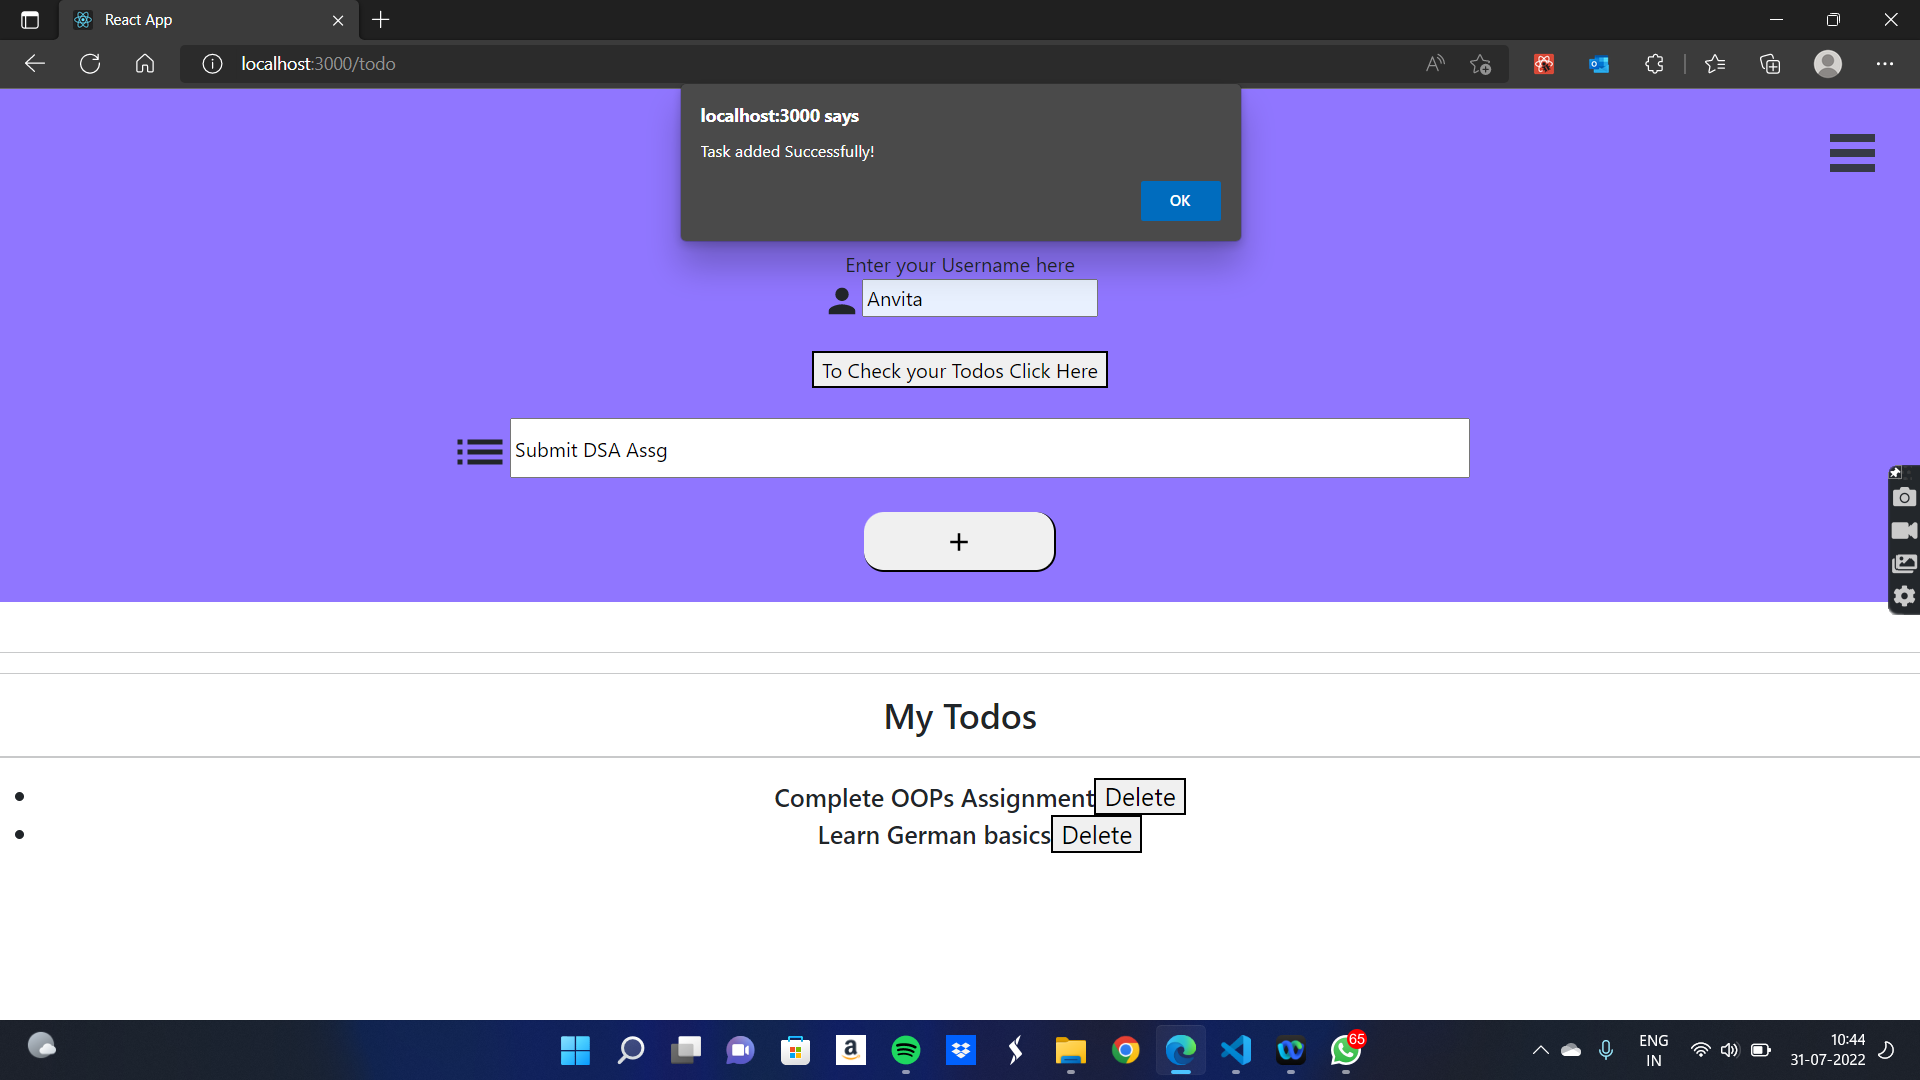 React App
localhost:3000/todo
localhost:3000 says
Task added Successfully!
OK
Enter your Username here
Anvita
To Check your Todos Click Here
Submit DSA Assg
+
My Todos
Complete OOPs Assignment Delete
Learn German basics Delete
65
ENG
IN
10:44
31-07-2022